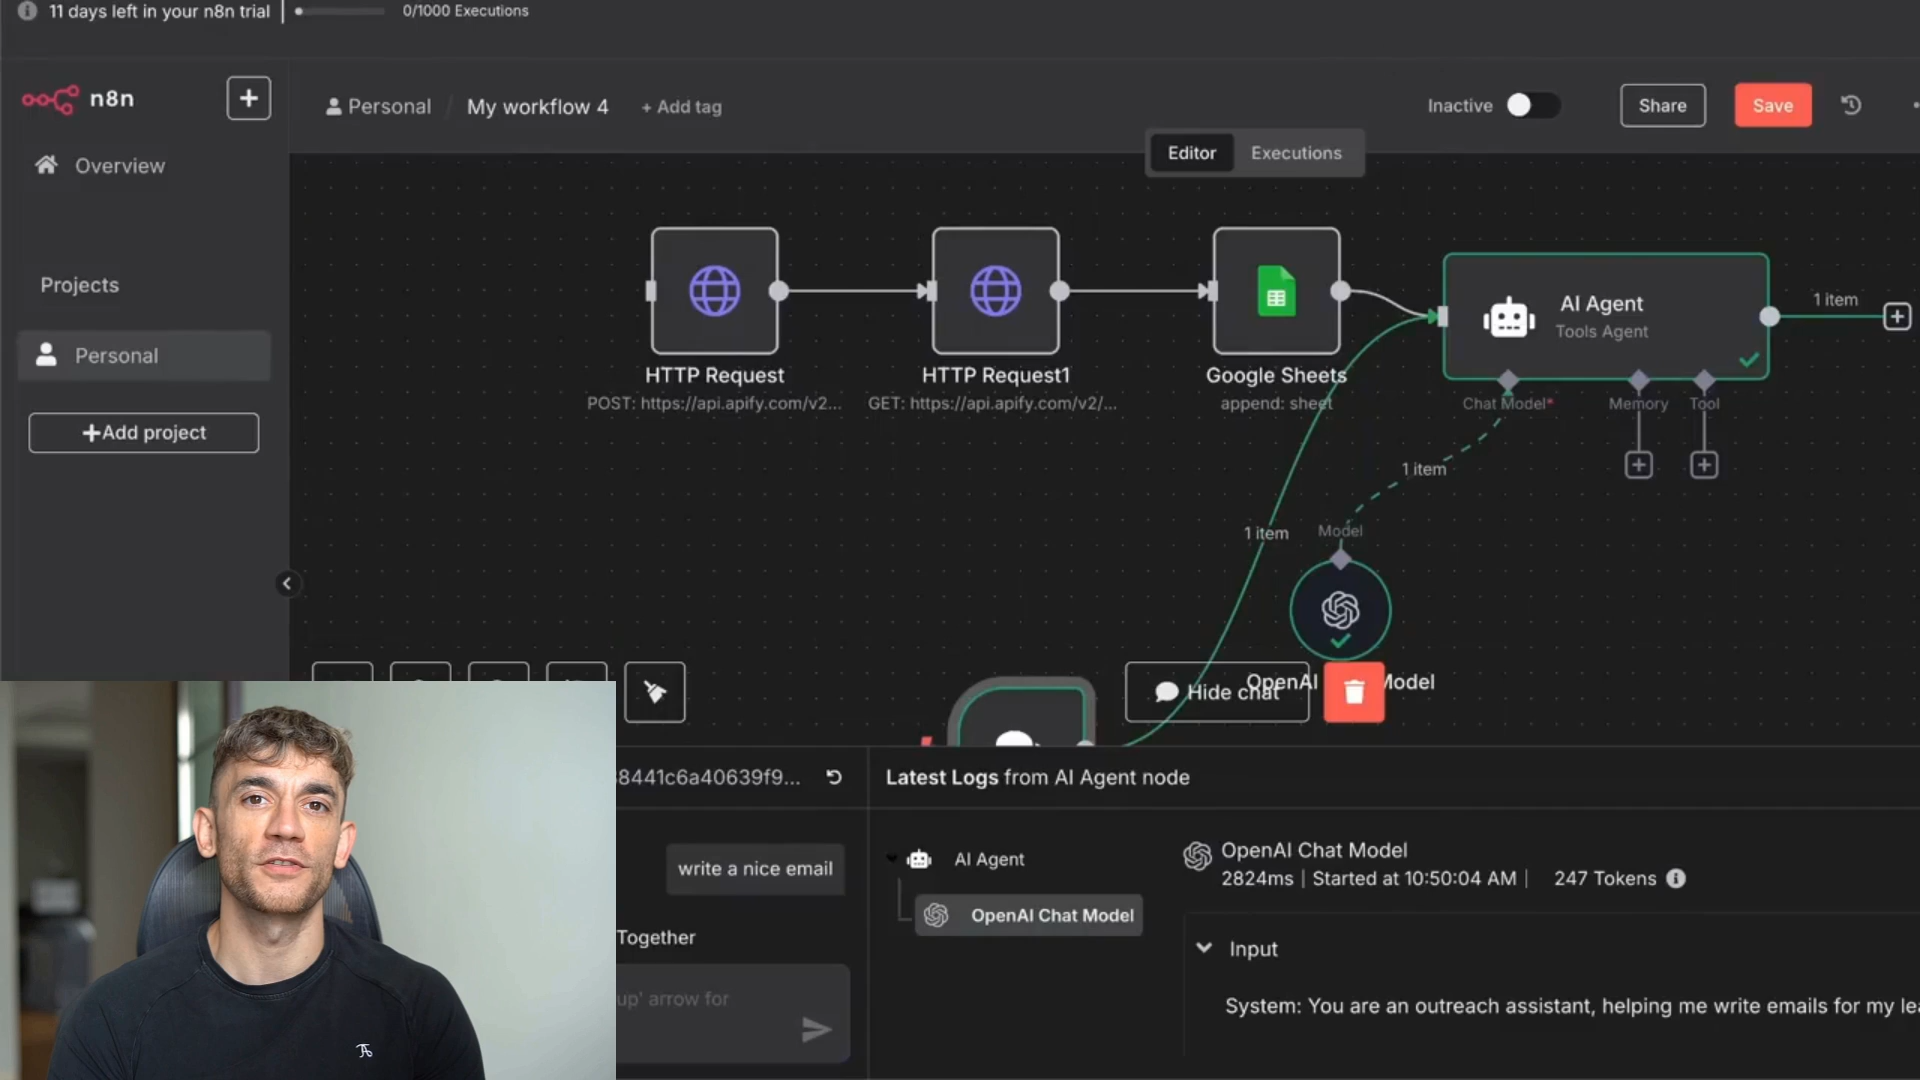 11 days left in your n8n trial
0/1000 Executions
n8n
Personal / My workflow 4 + Add tag
Inactive
Share
Save
Editor
Executions
Overview
Projects
Personal
+Add project
HTTP Request
POST: https://api.apify.com/v2...
HTTP Request1
GET: https://api.apify.com/v2/...
Google Sheets
append: sheet
AI Agent
Tools Agent
1 item
Chat Model*
Memory
Tool
1 item
1 item
Model
Hide chat
OpenAI Model
8441c6a40639f9...
Latest Logs from AI Agent node
write a nice email
Together
up' arrow for
AI Agent
OpenAI Chat Model
OpenAI Chat Model
2824ms | Started at 10:50:04 AM | 247 Tokens
Input
System: You are an outreach assistant, helping me write emails for my lea